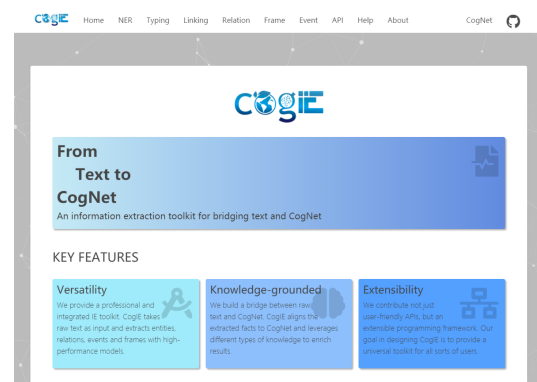 CogIE Home NER Typing Linking Relation Frame Event API Help About CogNet
CogIE
From
Text to
CogNet
An information extraction toolkit for bridging text and CogNet
KEY FEATURES
Versatility
We provide a professional and
integrated IE toolkit. CogIE takes
raw text as input and extracts entities,
relations, events and frames with high-
performance models.
Knowledge-grounded
We build a bridge between raw
text and CogNet. CogIE aligns the
extracted facts to CogNet and leverages
different types of knowledge to enrich
results.
Extensibility
We contribute not just
user-friendly APIs, but an
extensible programming framework. Our
goal in designing CogIE is to provide a
universal toolkit for all sorts of users.